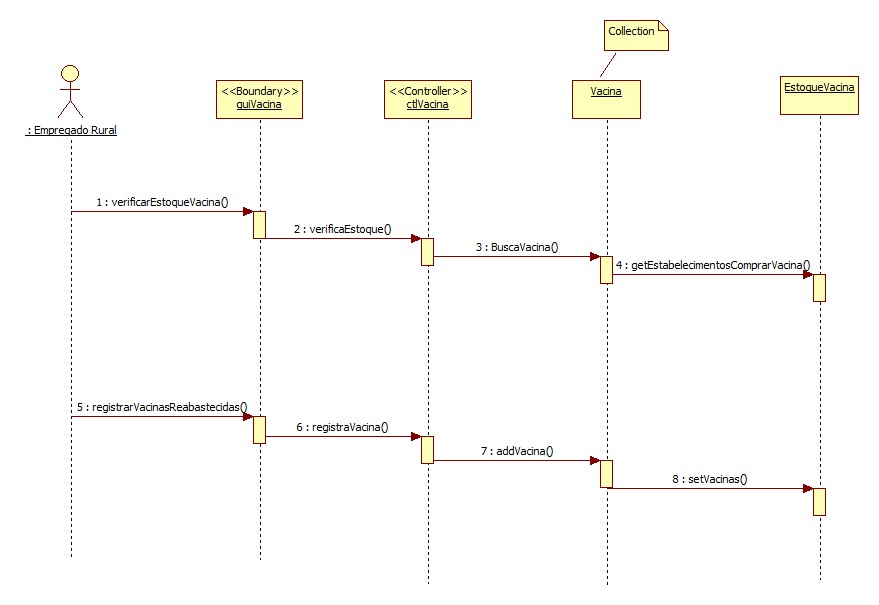 Collection
<<Boundary>>
guiVacina
<<Controller>>
ctlVacina
Vacina
EstoqueVacina
: Empregado Rural
1 : verificarEstoqueVacina()
2 : verificaEstoque()
3 : BuscaVacina()
4 : getEstabelecimentosComprarVacina()
5 : registrarVacinasReabastecidas()
6 : registraVacina()
7 : addVacina()
8 : setVacinas()